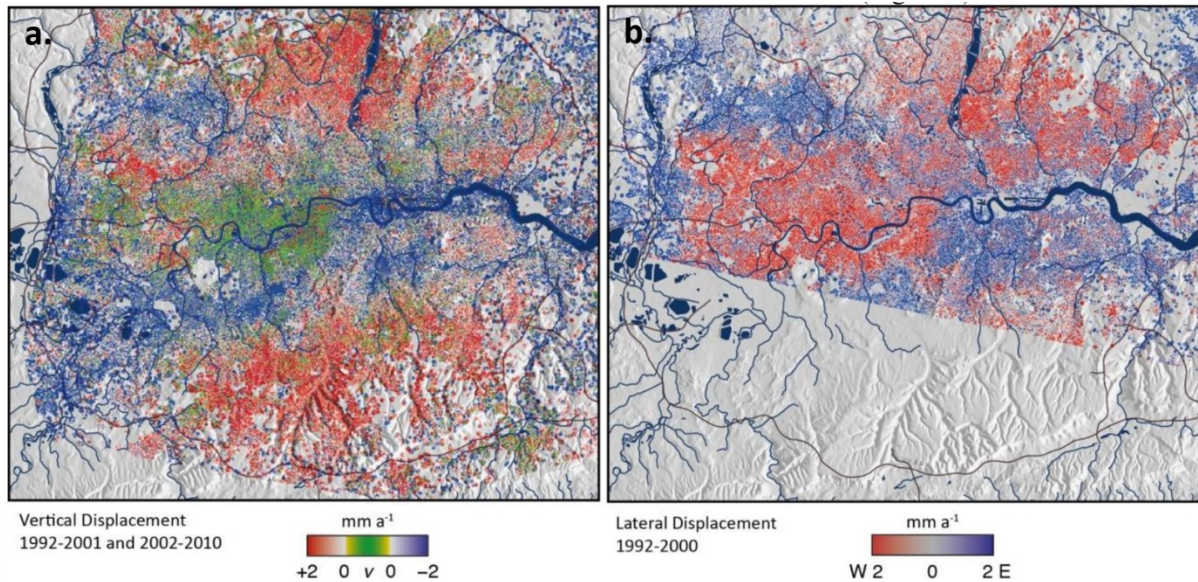 a.
b.
Vertical Displacement
1992-2001 and 2002-2010
mm a⁻¹
+2 0 v 0 −2
Lateral Displacement
1992-2000
mm a⁻¹
W 2 0 2 E